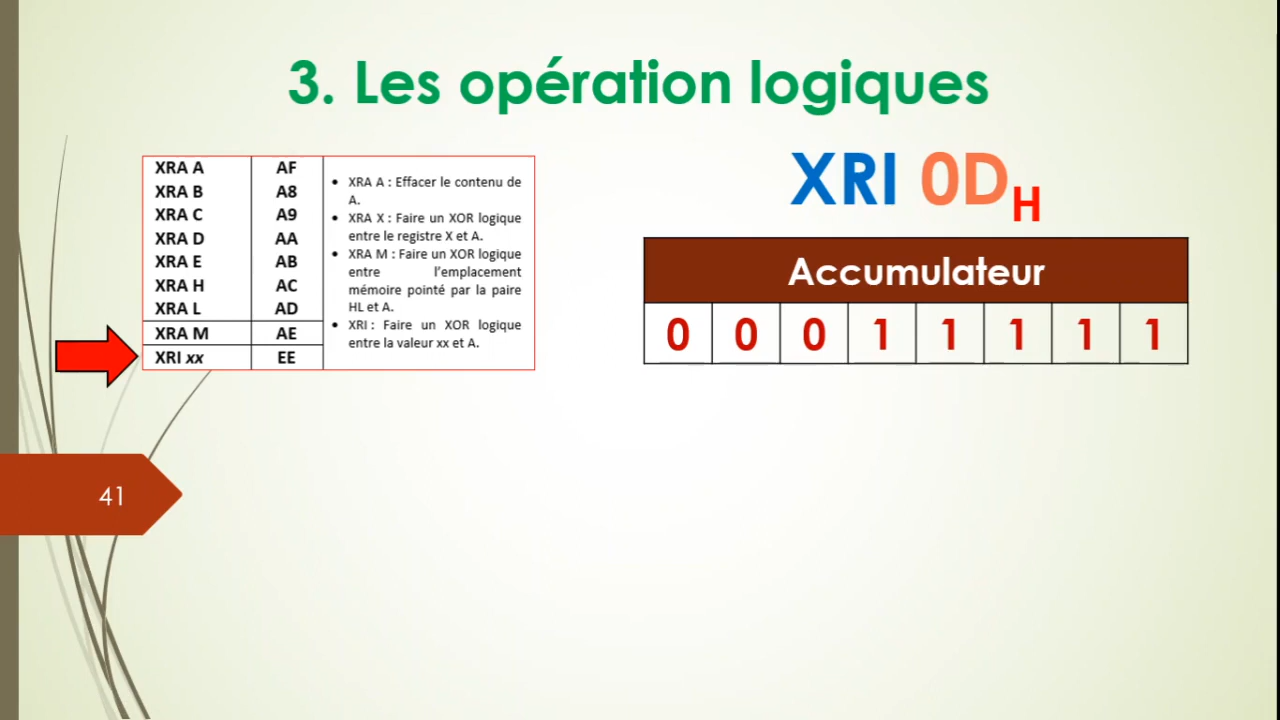 3. Les opération logiques
XRA A AF
XRA B A8
XRA C A9
XRA D AA
XRA E AB
XRA H AC
XRA L AD
XRA M AE
XRI xx EE
• XRA A : Effacer le contenu de
A.
• XRA X : Faire un XOR logique
entre le registre X et A.
• XRA M : Faire un XOR logique
entre l’emplacement
mémoire pointé par la paire
HL et A.
• XRI : Faire un XOR logique
entre la valeur xx et A.
XRI 0DH
Accumulateur
0 0 0 1 1 1 1 1
41